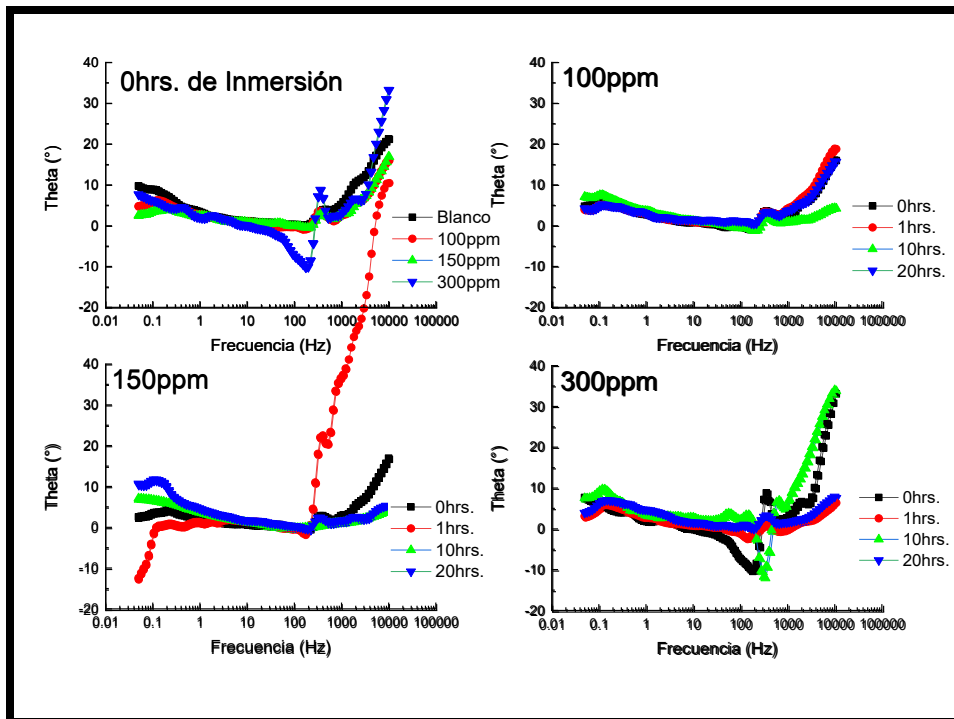 0hrs. de Inmersión
Theta (°)
40
30
20
10
0
-10
-20
0.01 0.1 1 10 100 1000 10000 100000
Frecuencia (Hz)
Blanco
100ppm
150ppm
300ppm
100ppm
Theta (°)
40
30
20
10
0
-10
-20
0.01 0.1 1 10 100 1000 10000 100000
Frecuencia (Hz)
0hrs.
1hrs.
10hrs.
20hrs.
150ppm
Theta (°)
40
30
20
10
0
-10
-20
0.01 0.1 1 10 100 1000 10000 100000
Frecuencia (Hz)
0hrs.
1hrs.
10hrs.
20hrs.
300ppm
Theta (°)
40
30
20
10
0
-10
-20
0.01 0.1 1 10 100 1000 10000 100000
Frecuencia (Hz)
0hrs.
1hrs.
10hrs.
20hrs.